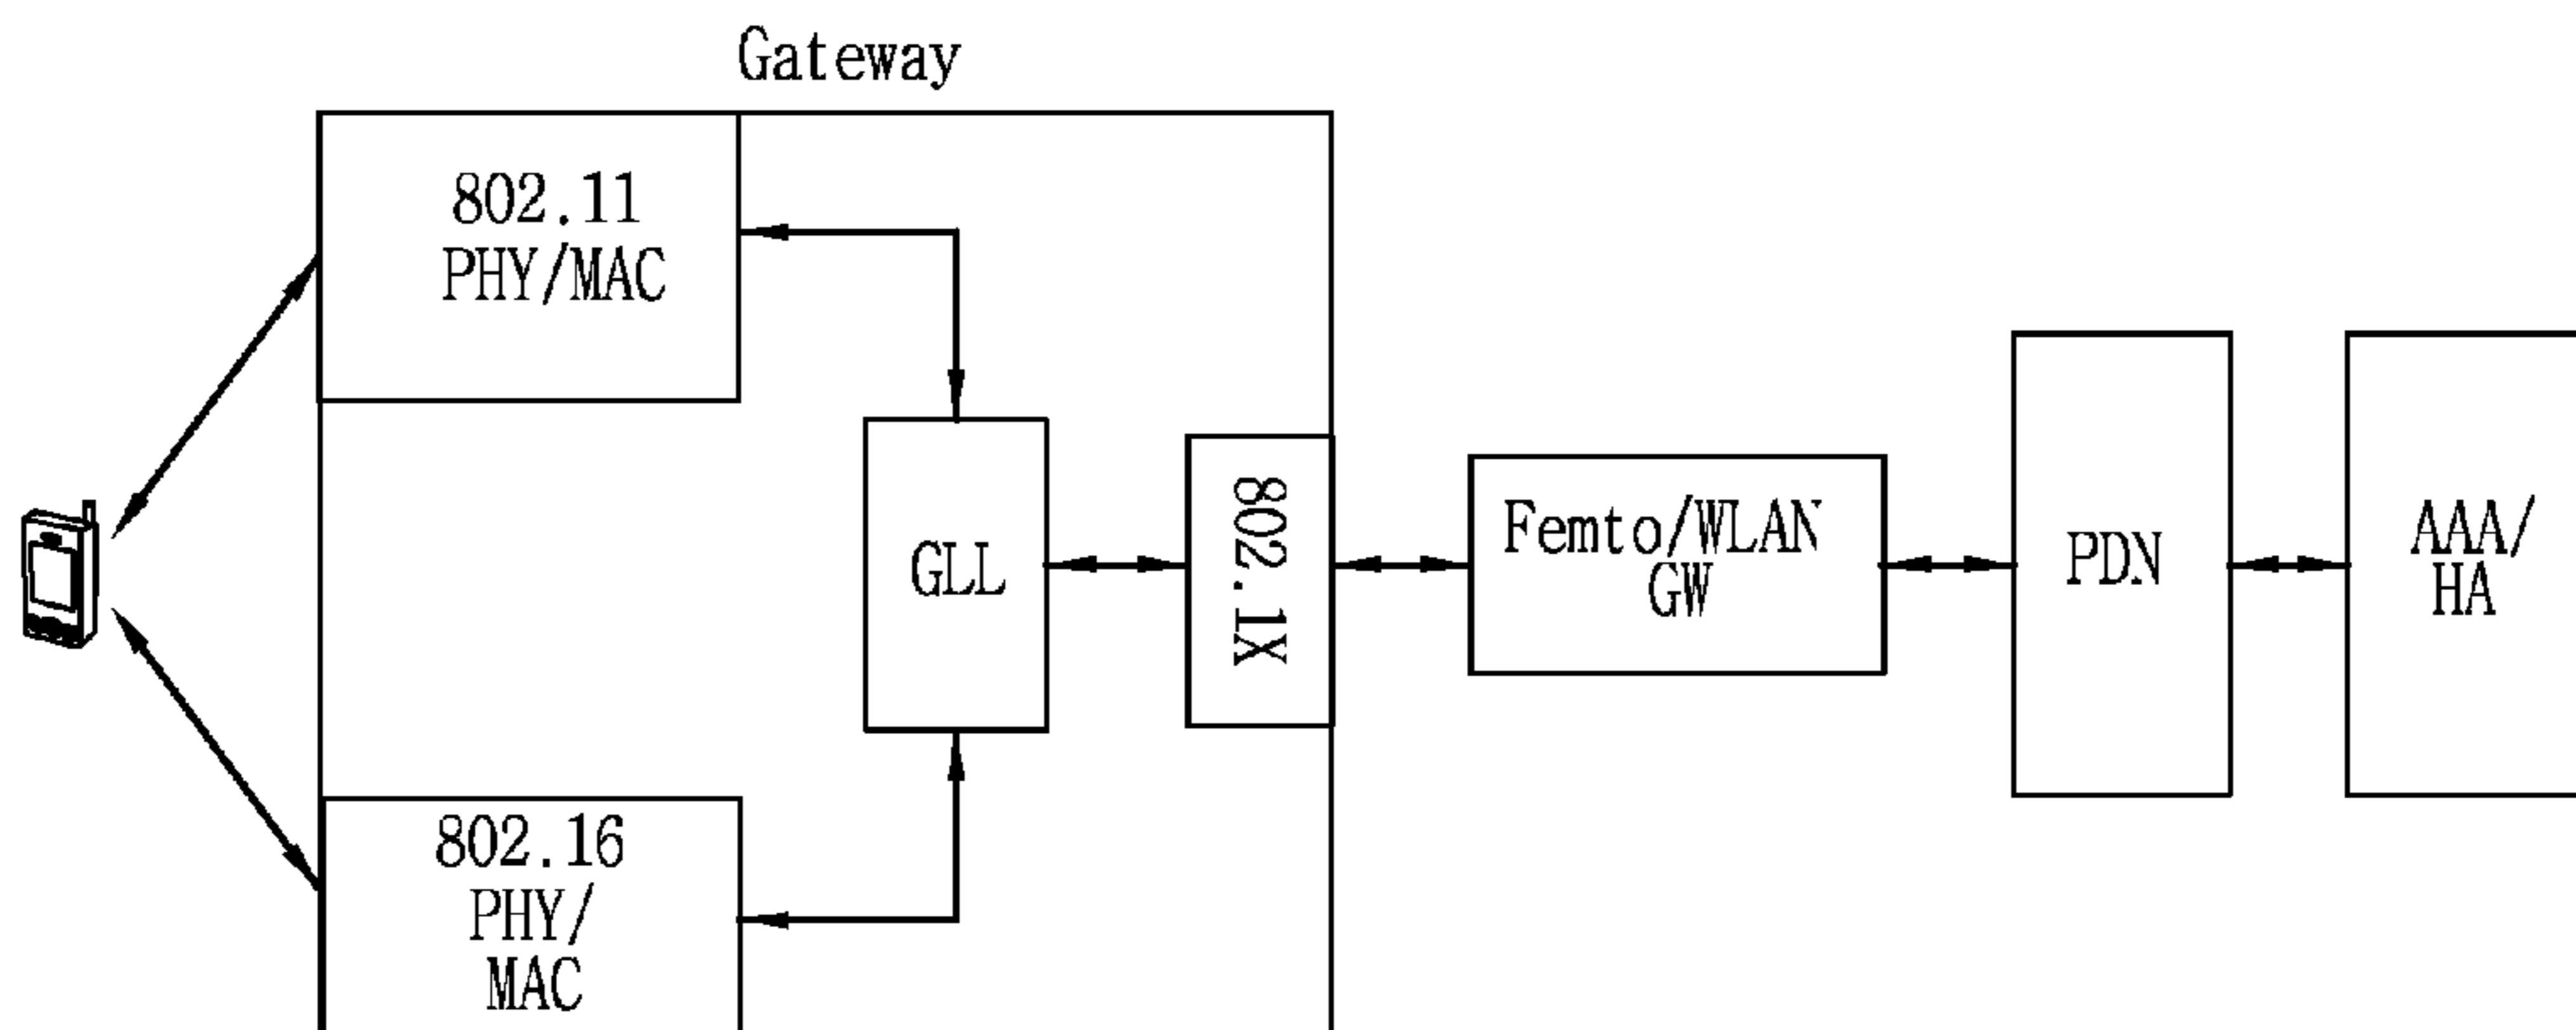 Gateway
802.11
PHY/MAC
GLL
802.1X
Femto/WLAN
GW
PDN
AAA/
HA
802.16
PHY/
MAC